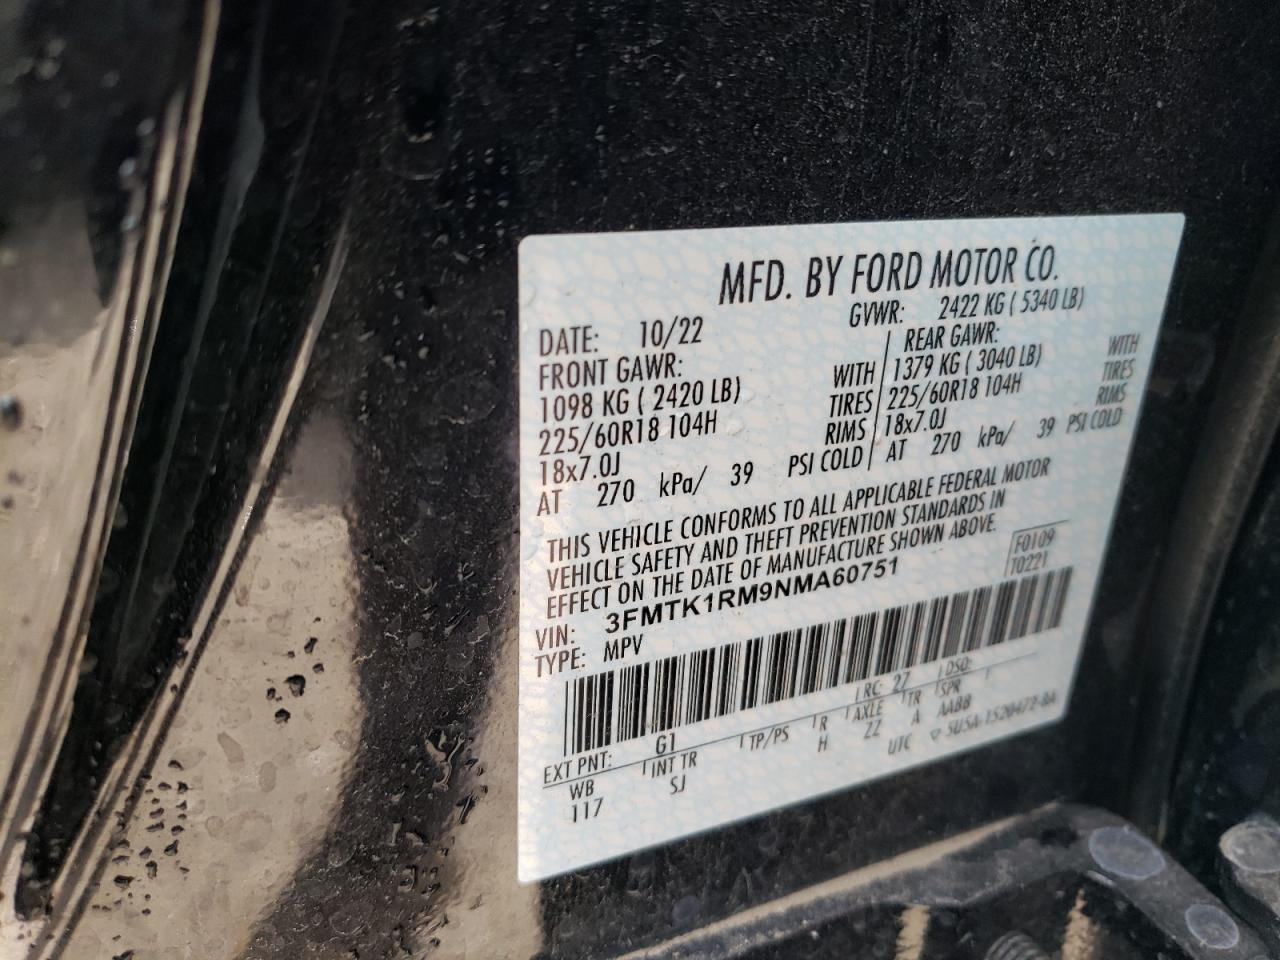 MFD. BY FORD MOTOR CO.
DATE: 10/22 GVWR: 2422 KG ( 5340 LB)
FRONT GAWR: REAR GAWR:
1098 KG ( 2420 LB) WITH 1379 KG ( 3040 LB) WITH
225/60R18 104H TIRES 225/60R18 104H TIRES
18x7.0J RIMS 18x7.0J RIMS
AT 270 kPa/ 39 PSI COLD AT 270 kPa/ 39 PSI COLD
THIS VEHICLE CONFORMS TO ALL APPLICABLE FEDERAL MOTOR
VEHICLE SAFETY AND THEFT PREVENTION STANDARDS IN
EFFECT ON THE DATE OF MANUFACTURE SHOWN ABOVE.
F0109
VIN: 3FMTK1RM9NMA60751 T0221
TYPE: MPV
EXT PNT: G1 RC: 27 DSO:
WB INT TR TP/PS R AXLE TR SPR
117 SJ H ZZ A AABB
UTC ▽ SU5A-1520472-BA